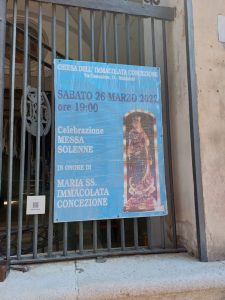 CHIESA DELL' IMMACOLATA CONCEZIONE
SABATO 26 MARZO 2022
ore 19:00
Celebrazione
MESSA
SOLENNE
IN ONORE DI
MARIA SS.
IMMACOLATA
CONCEZIONE